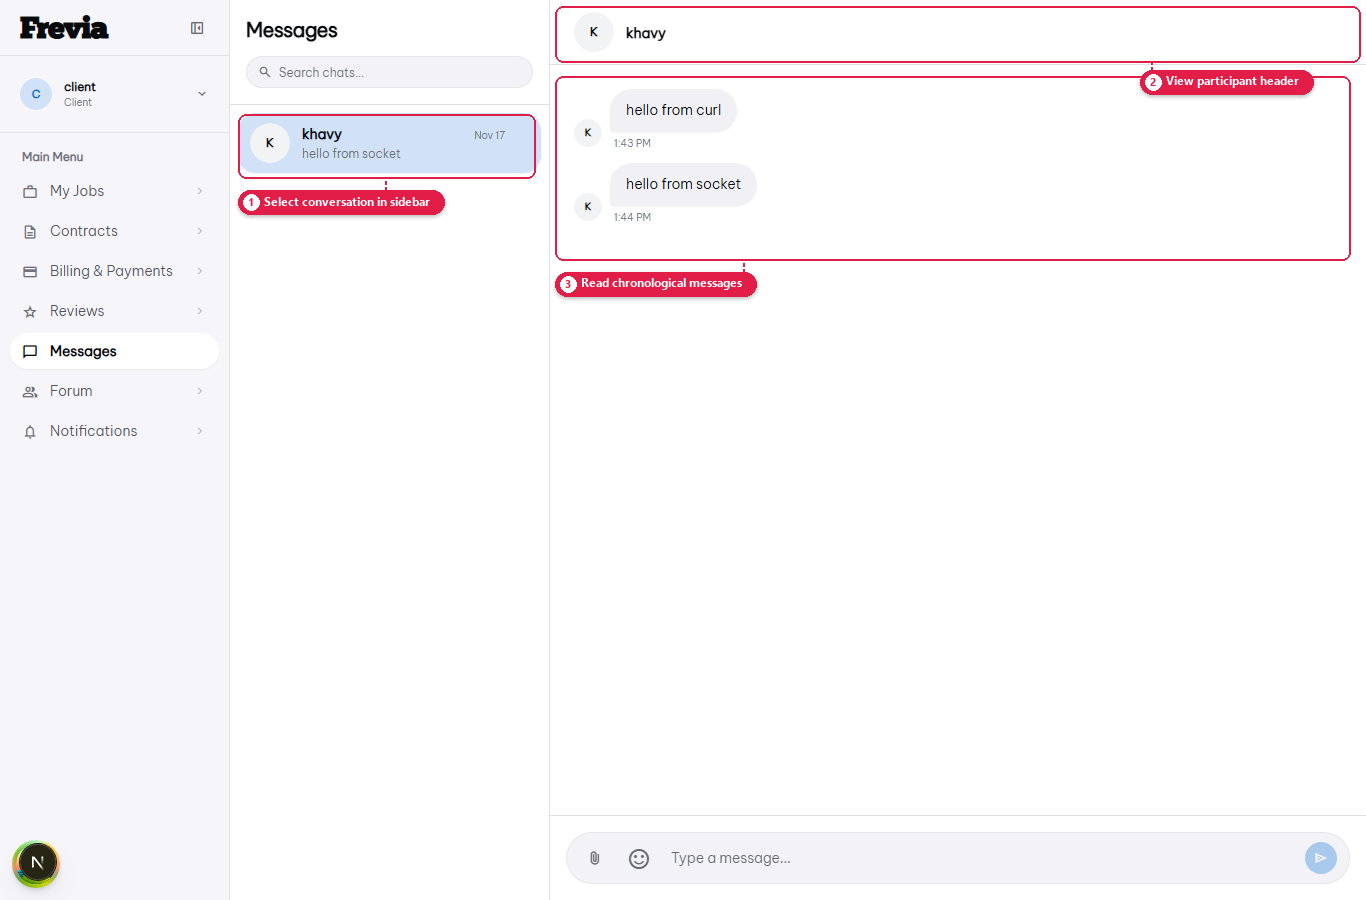 Frevia
C
client
Client
Main Menu
My Jobs
Contracts
Billing & Payments
Reviews
Messages
Forum
Notifications
N
Messages
Search chats...
K
khavy
Nov 17
hello from socket
1 Select conversation in sidebar
K
khavy
2 View participant header
hello from curl
K
1:43 PM
hello from socket
K
1:44 PM
3 Read chronological messages
Type a message...